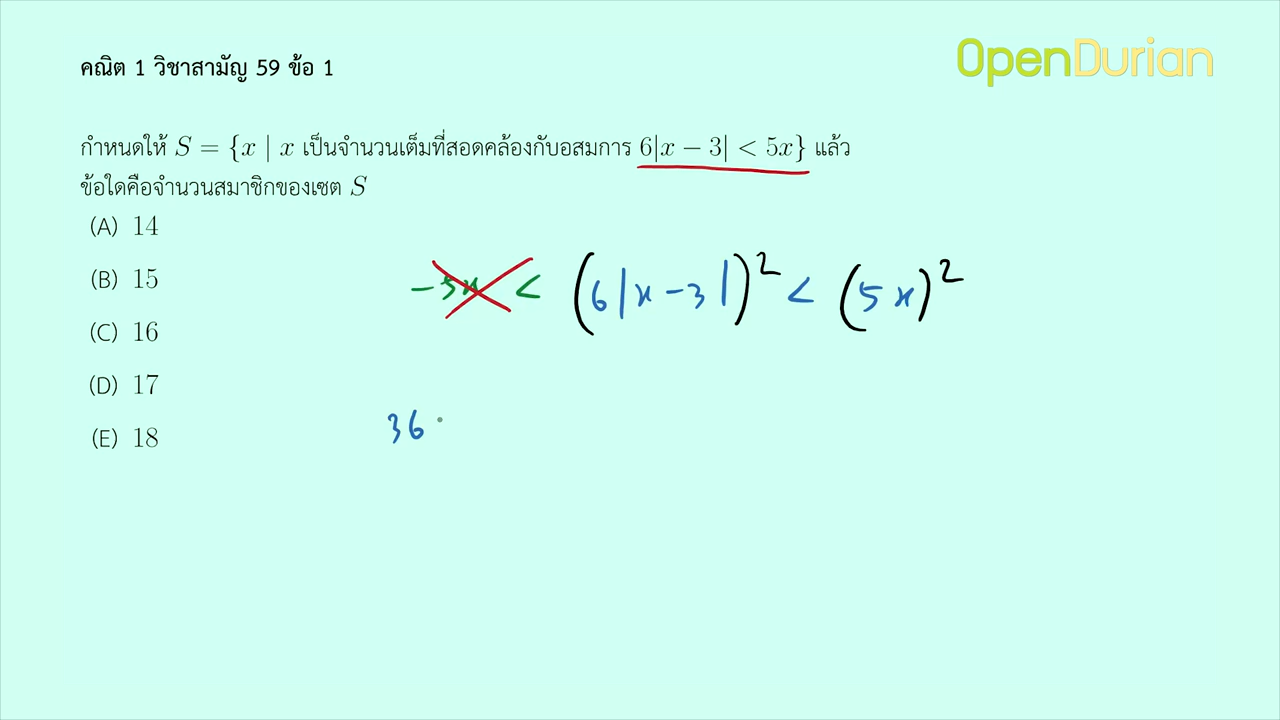 คณิต 1 วิชาสามัญ 59 ข้อ 1
OpenDurian
กำหนดให้ S = {x | x เป็นจำนวนเต็มที่สอดคล้องกับอสมการ 6|x − 3| < 5x} แล้ว
ข้อใดคือจำนวนสมาชิกของเซต S
(A) 14
(B) 15
(C) 16
(D) 17
(E) 18
-5x < (6|x-3|)² < (5x)²
36